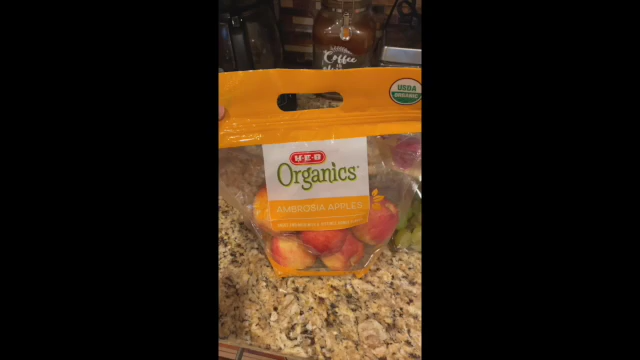 Coffee
USDA
ORGANIC
H-E-B
Organics
AMBROSIA APPLES